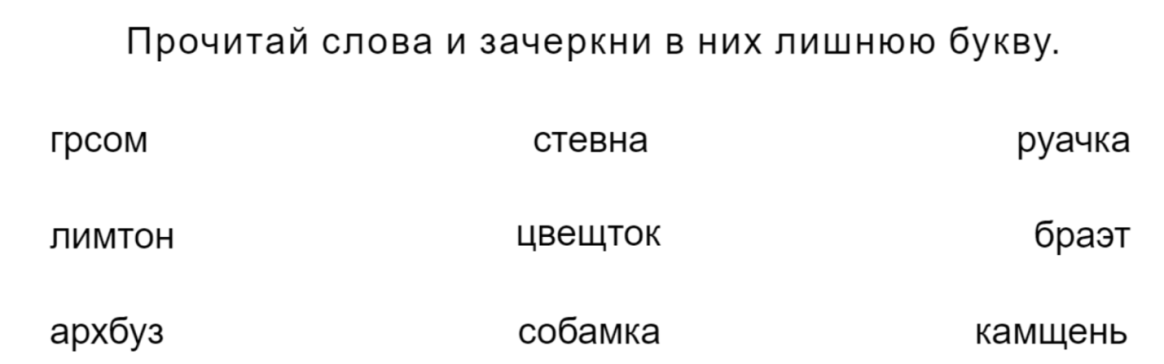 Прочитай слова и зачеркни в них лишнюю букву.
грсом стевна руачка
лимтон цвещток браэт
архбуз собамка камщень